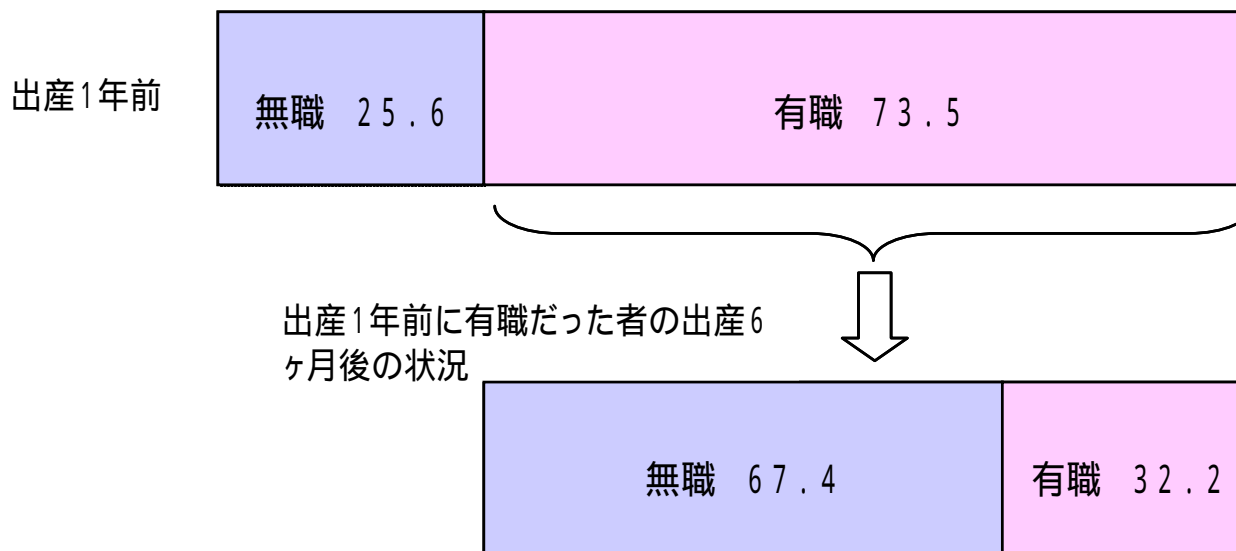 出産1年前
無職 25.6
有職 73.5
出産1年前に有職だった者の出産6
ヶ月後の状況
無職 67.4
有職 32.2